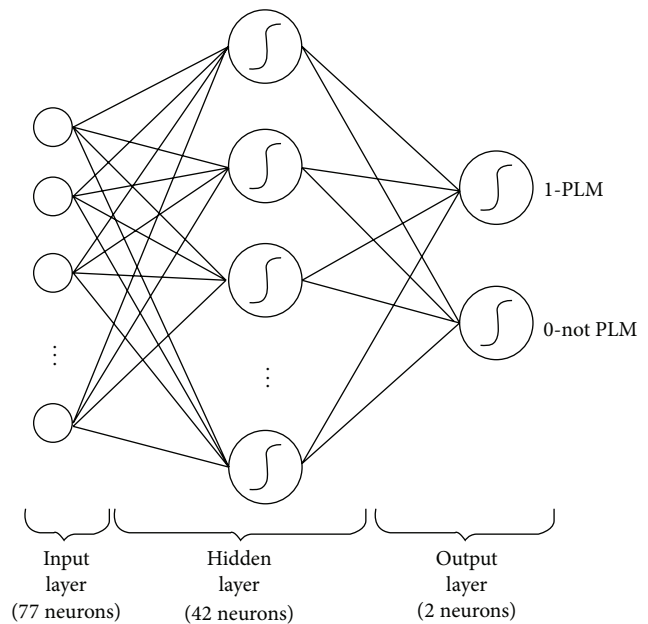 1-PLM
0-not PLM
⋮
⋮
Input
layer
(77 neurons)
Hidden
layer
(42 neurons)
Output
layer
(2 neurons)